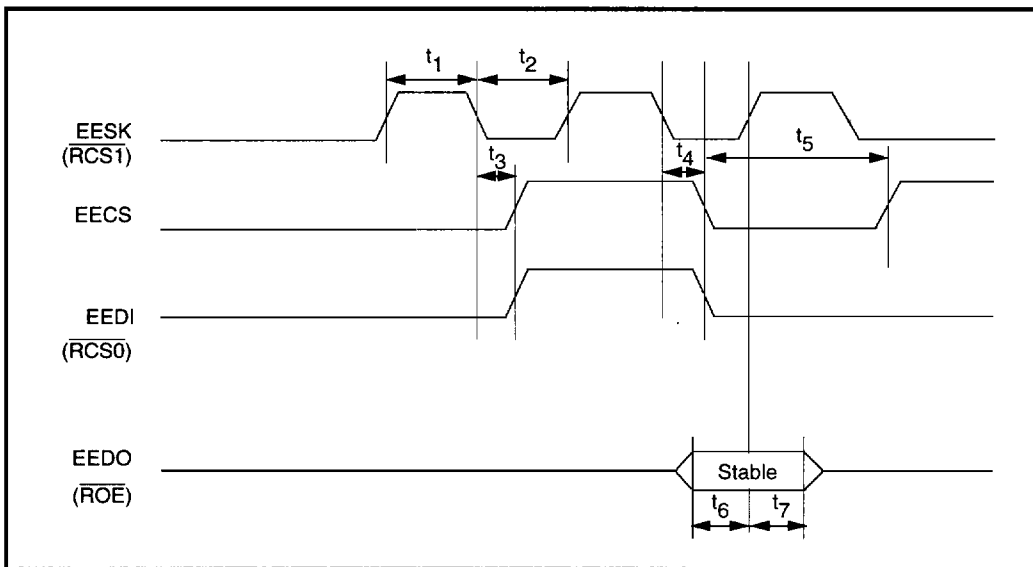 t1
t2
EESK
(RCS1)
t3
t4
t5
EECS
EEDI
(RCS0)
EEDO
(ROE)
Stable
t6
t7